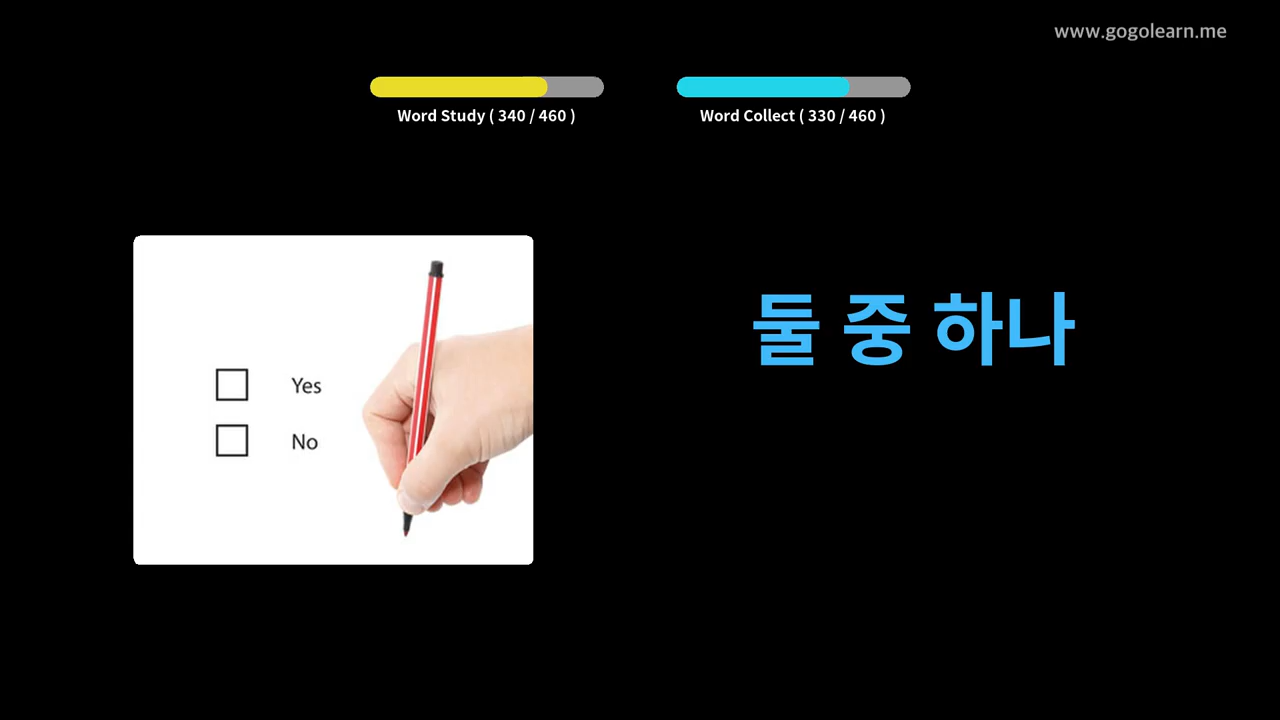 www.gogolearn.me
Word Study ( 340 / 460 )
Word Collect ( 330 / 460 )
둘 중 하나
Yes
No